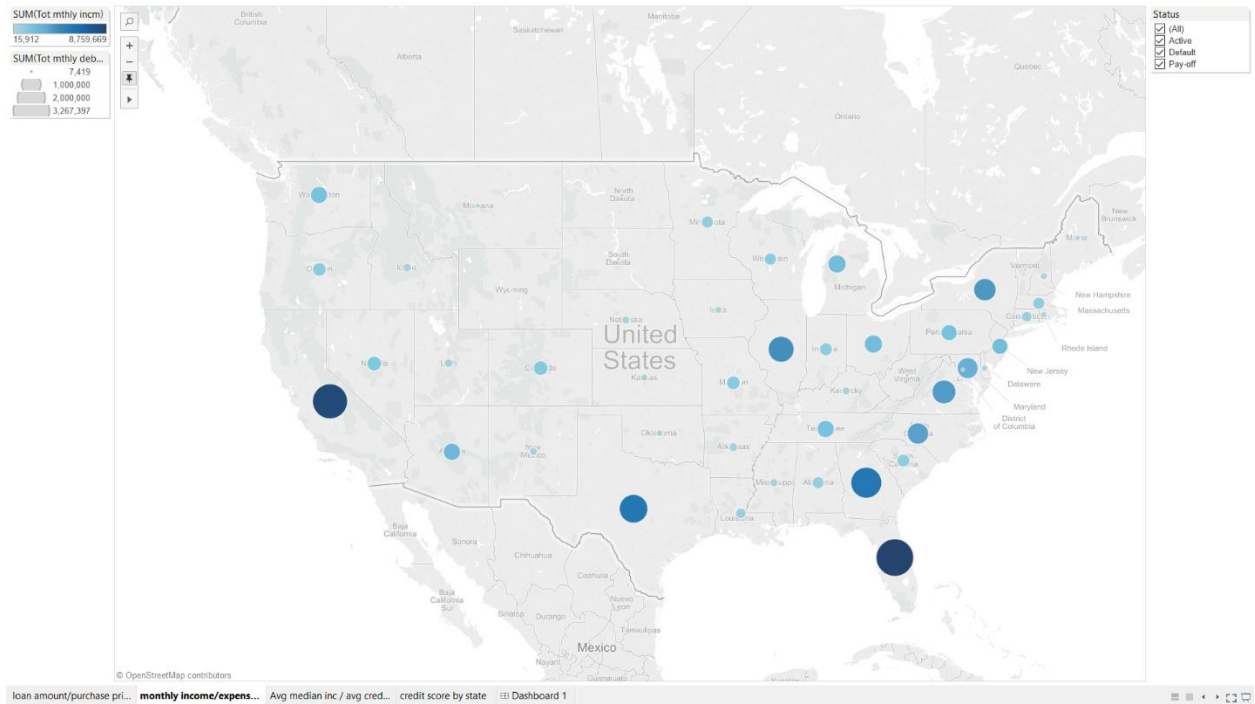 SUM(Tot mthly incm)
15,912 8,759,669
SUM(Tot mthly deb...
7,419
1,000,000
2,000,000
3,267,397
Status
(All)
Active
Default
Pay-off
British
Columbia
Alberta
Saskatchewan
Manitoba
Ontario
Quebec
New
Brunswick
Montana
North
Dakota
South
Dakota
Wyoming
Michigan
Vermont
New Hampshire
Massachusetts
Rhode Island
New Jersey
Delaware
Maryland
District
of Columbia
West
Virginia
United
States
New
Mexico
Mississippi
Louisiana
Baja
California
Sonora
Chihuahua
Coahuila
Baja
California
Sur
Sinaloa
Durango
Nuevo
Leon
Tamaulipas
Mexico
Nayarit
Guanajuato
© OpenStreetMap contributors
loan amount/purchase pri... monthly income/expens... Avg median inc / avg cred... credit score by state Dashboard 1